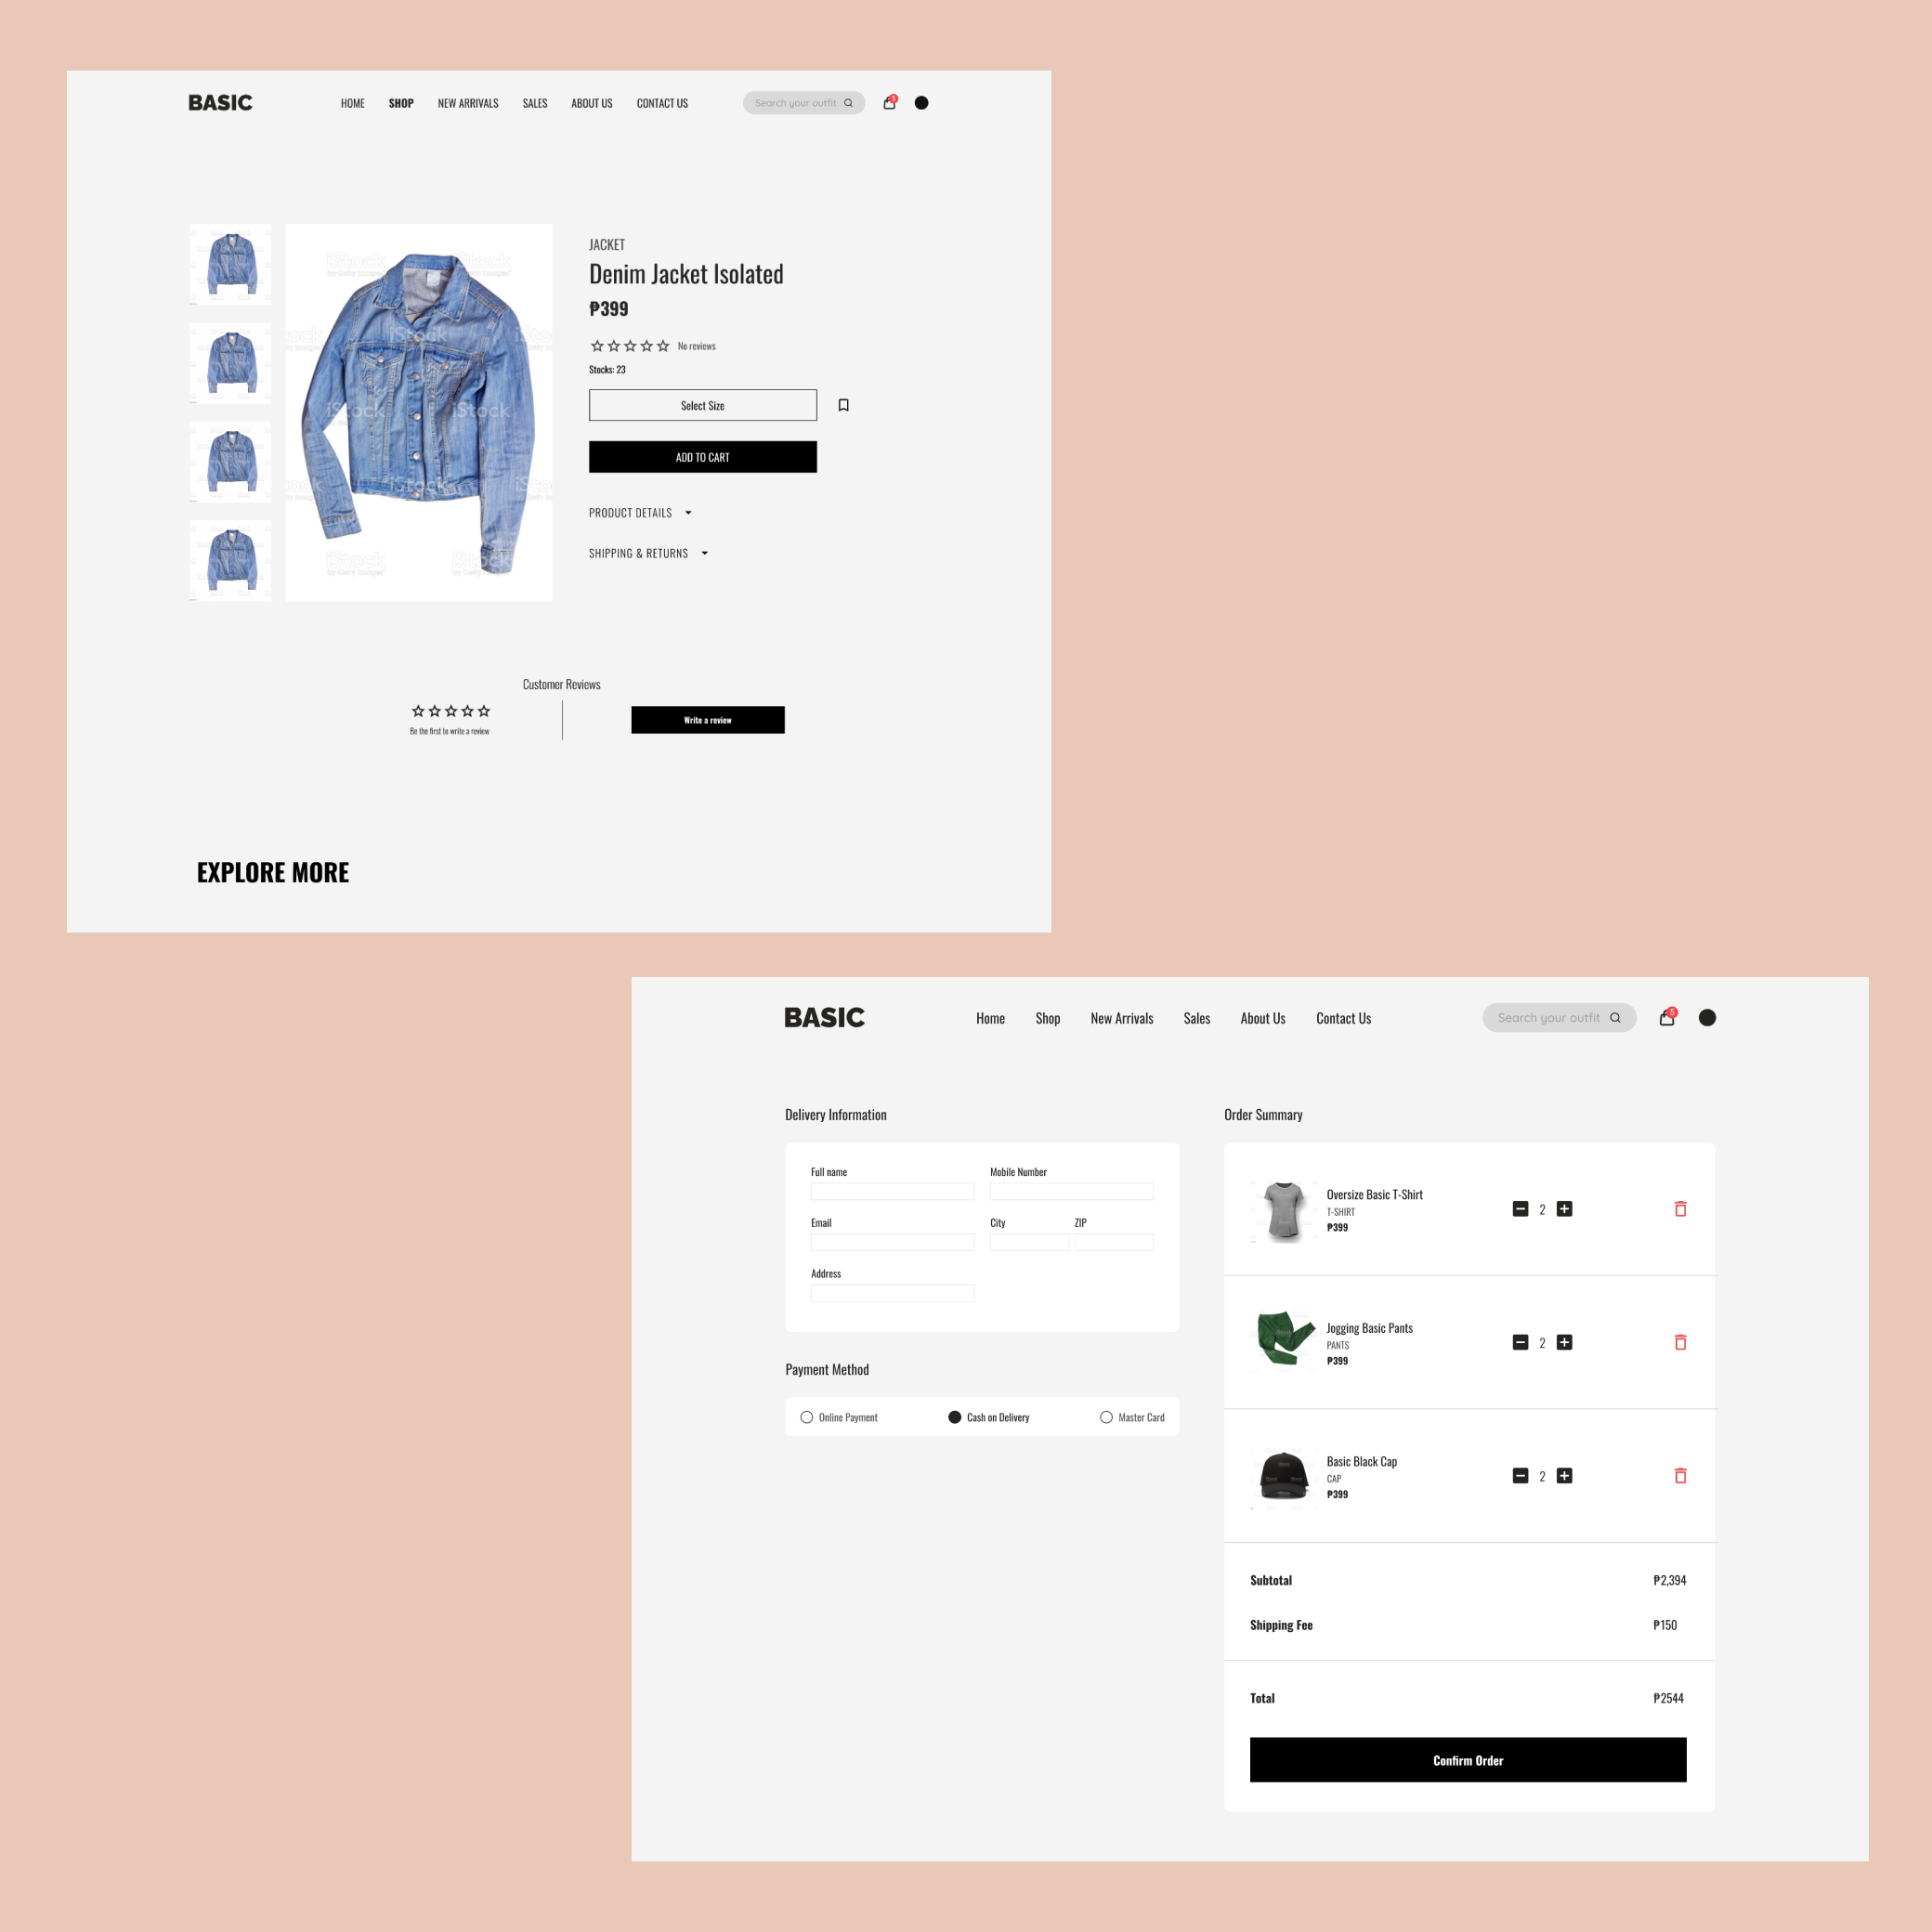 BASIC
HOME SHOP NEW ARRIVALS SALES ABOUT US CONTACT US
Search your outfit
JACKET
Denim Jacket Isolated
₱399
No reviews
Stocks: 23
Select Size
ADD TO CART
PRODUCT DETAILS
SHIPPING & RETURNS
iStock
by Getty Images
Customer Reviews
Be the first to write a review
Write a review
EXPLORE MORE
BASIC
Home Shop New Arrivals Sales About Us Contact Us
Search your outfit
5
Delivery Information
Full name
Mobile Number
Email
City
ZIP
Address
Payment Method
Online Payment
Cash on Delivery
Master Card
Order Summary
Oversize Basic T-Shirt
T-SHIRT
₱399
2
Jogging Basic Pants
PANTS
₱399
2
Basic Black Cap
CAP
₱399
2
Subtotal ₱2,394
Shipping Fee ₱150
Total ₱2544
Confirm Order